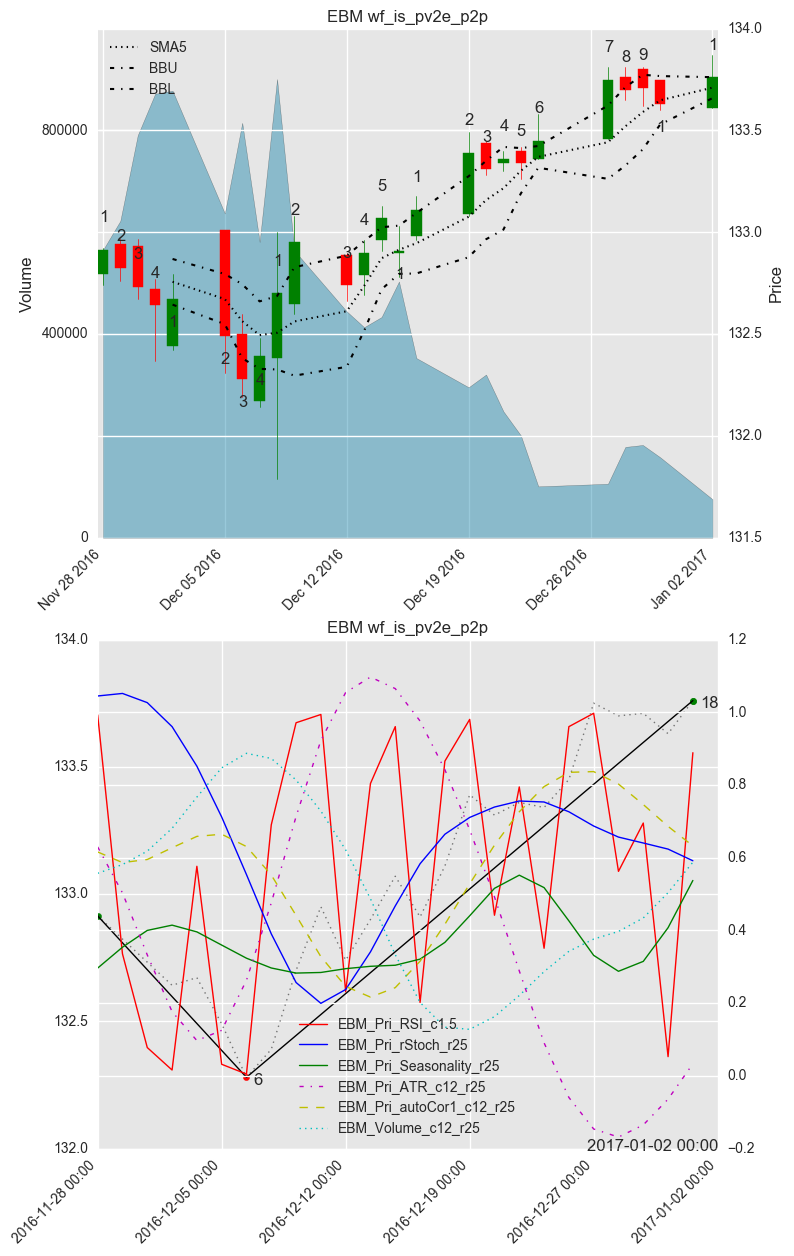 EBM wf_is_pv2e_p2p
SMA5
BBU
BBL
134.0
133.5
133.0
132.5
132.0
131.5
Price
800000
400000
0
Volume
1
2
3
4
1
2
3
4
1
2
3
4
5
1
1
2
3
4
5
6
7
8
9
1
1
Nov 28 2016
Dec 05 2016
Dec 12 2016
Dec 19 2016
Dec 26 2016
Jan 02 2017
EBM wf_is_pv2e_p2p
134.0
133.5
133.0
132.5
132.0
1.2
1.0
0.8
0.6
0.4
0.2
0.0
−0.2
18
6
EBM_Pri_RSI_c1.5
EBM_Pri_rStoch_r25
EBM_Pri_Seasonality_r25
EBM_Pri_ATR_c12_r25
EBM_Pri_autoCor1_c12_r25
EBM_Volume_c12_r25
2017-01-02 00:00
2016-11-28 00:00
2016-12-05 00:00
2016-12-12 00:00
2016-12-19 00:00
2016-12-27 00:00
2017-01-02 00:00